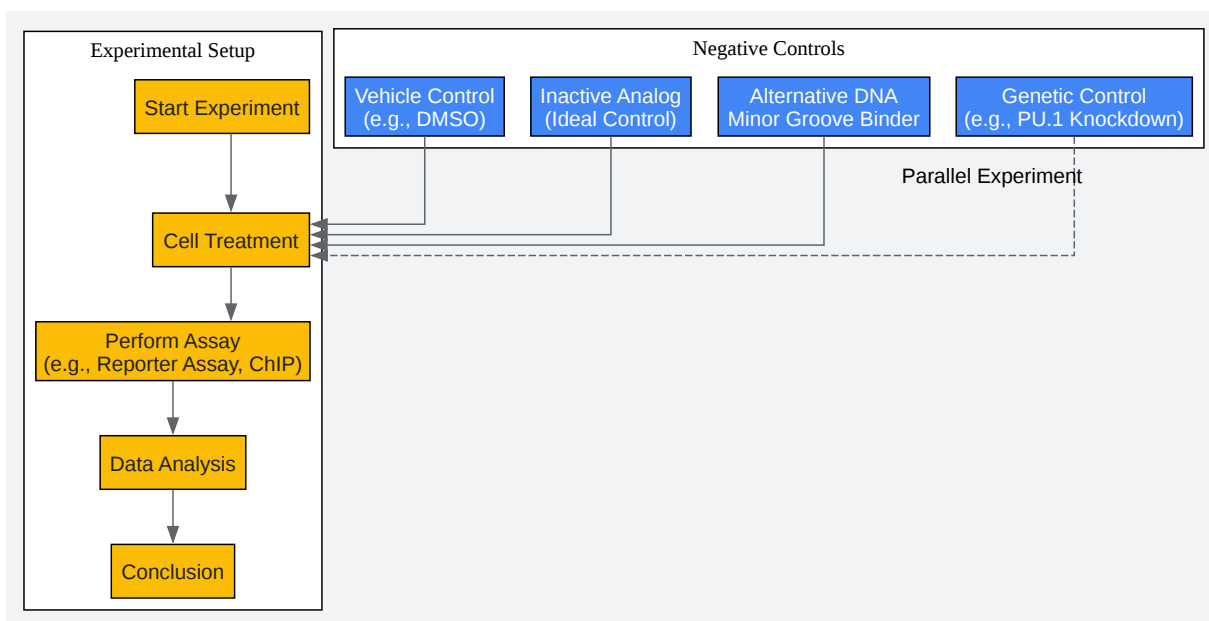 Experimental Setup
Start Experiment
Cell Treatment
Perform Assay
(e.g., Reporter Assay, ChIP)
Data Analysis
Conclusion
Negative Controls
Vehicle Control
(e.g., DMSO)
Inactive Analog
(Ideal Control)
Alternative DNA
Minor Groove Binder
Genetic Control
(e.g., PU.1 Knockdown)
Parallel Experiment